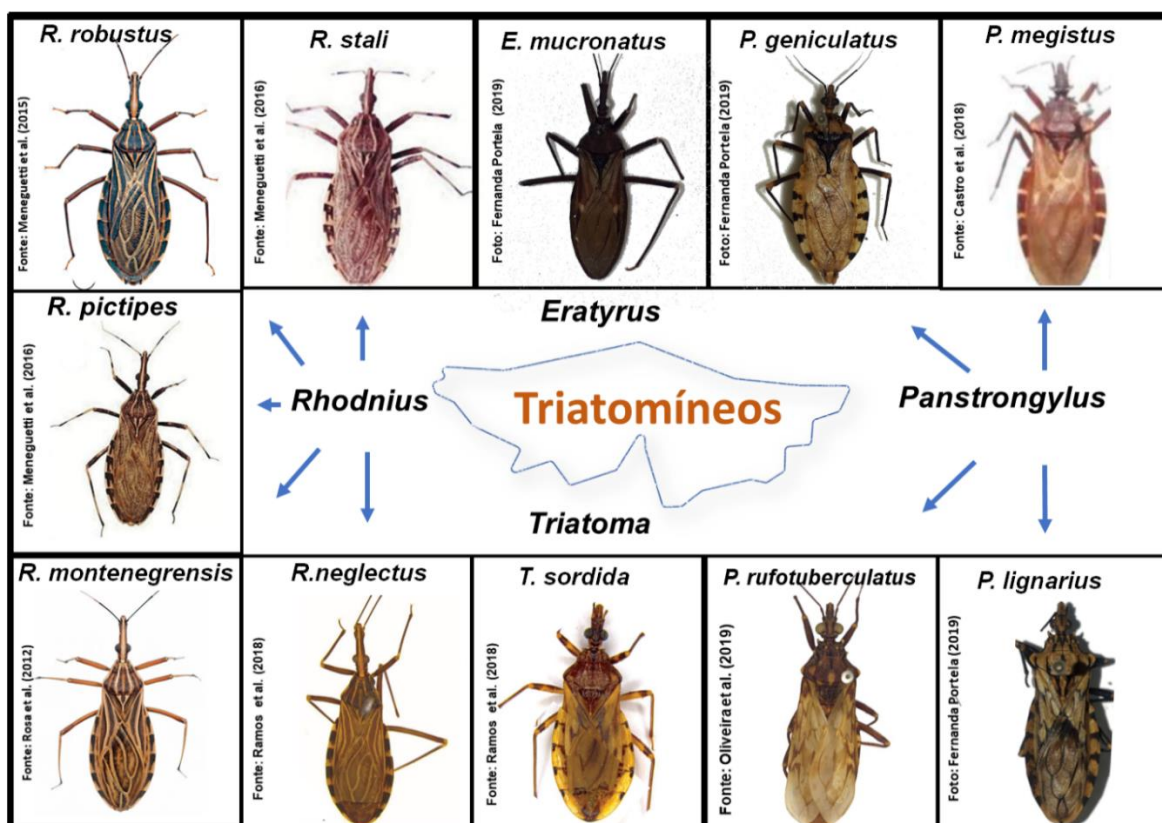 R. robustus
Fonte: Meneguetti et al. (2015)
R. stali
Fonte: Meneguetti et al. (2016)
E. mucronatus
Foto: Fernanda Portela (2019)
P. geniculatus
Foto: Fernanda Portela (2019)
P. megistus
Fonte: Castro et al. (2018)
R. pictipes
Fonte: Meneguetti et al. (2016)
Eratyrus
Rhodnius
Triatomíneos
Panstrongylus
Triatoma
R. montenegrensis
Fonte: Rosa et al. (2012)
R.neglectus
Fonte: Ramos et al. (2018)
T. sordida
Fonte: Ramos et al. (2018)
P. rufotuberculatus
Fonte: Oliveira et al. (2019)
P. lignarius
Foto: Fernanda Portela (2019)